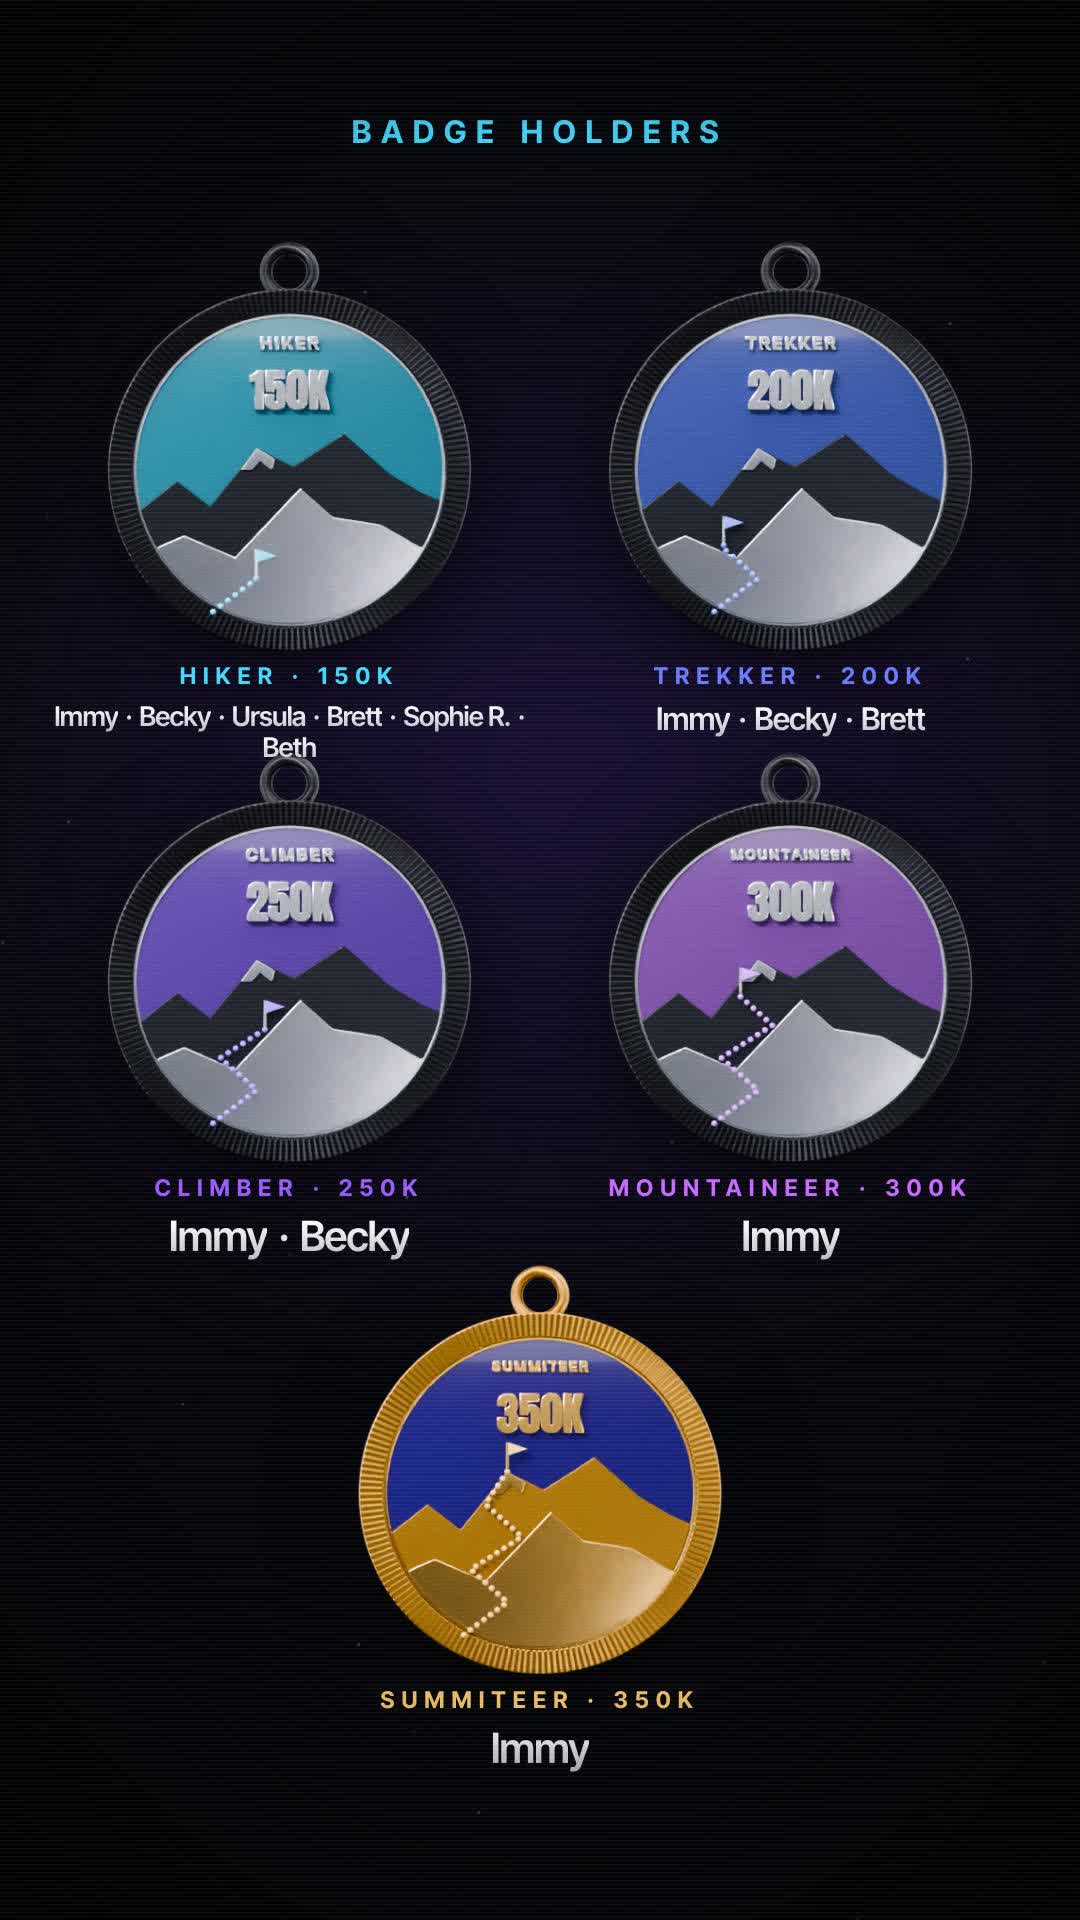 BADGE HOLDERS
HIKER
150K
TREKKER
200K
HIKER · 150K
Immy · Becky · Ursula · Brett · Sophie R. ·
Beth
TREKKER · 200K
Immy · Becky · Brett
CLIMBER
250K
MOUNTAINEER
300K
CLIMBER · 250K
Immy · Becky
MOUNTAINEER · 300K
Immy
SUMMITEER
350K
SUMMITEER · 350K
Immy